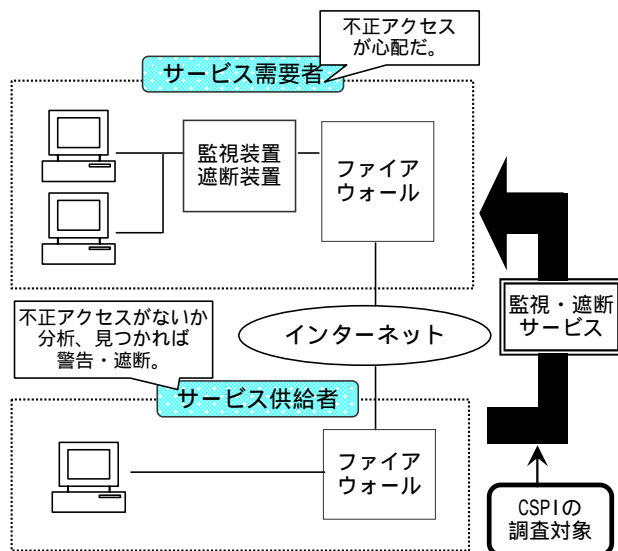 不正アクセス
が心配だ。
サービス需要者
監視装置
遮断装置
ファイア
ウォール
監視・遮断
サービス
インターネット
不正アクセスがないか
分析、見つかれば
警告・遮断。
サービス供給者
ファイア
ウォール
CSPIの
調査対象